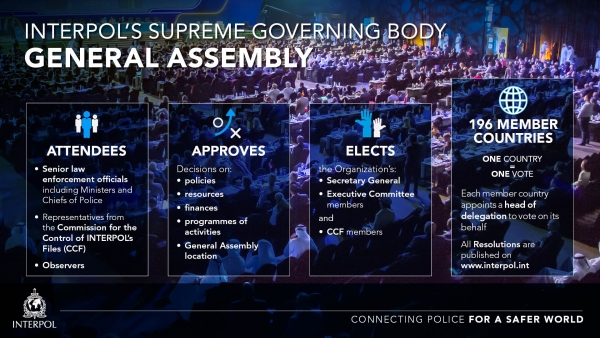 INTERPOL'S SUPREME GOVERNING BODY
GENERAL ASSEMBLY
ATTENDEES
• Senior law
enforcement officials
including Ministers and
Chiefs of Police
• Representatives from
the Commission for the
Control of INTERPOL's
Files (CCF)
• Observers
APPROVES
Decisions on:
• policies
• resources
• finances
• programmes of
activities
• General Assembly
location
ELECTS
the Organization's:
• Secretary General
• Executive Committee
members
and
• CCF members
196 MEMBER
COUNTRIES
ONE COUNTRY
=
ONE VOTE
Each member country
appoints a head of
delegation to vote on its
behalf
All Resolutions are
published on
www.interpol.int
INTERPOL
CONNECTING POLICE FOR A SAFER WORLD